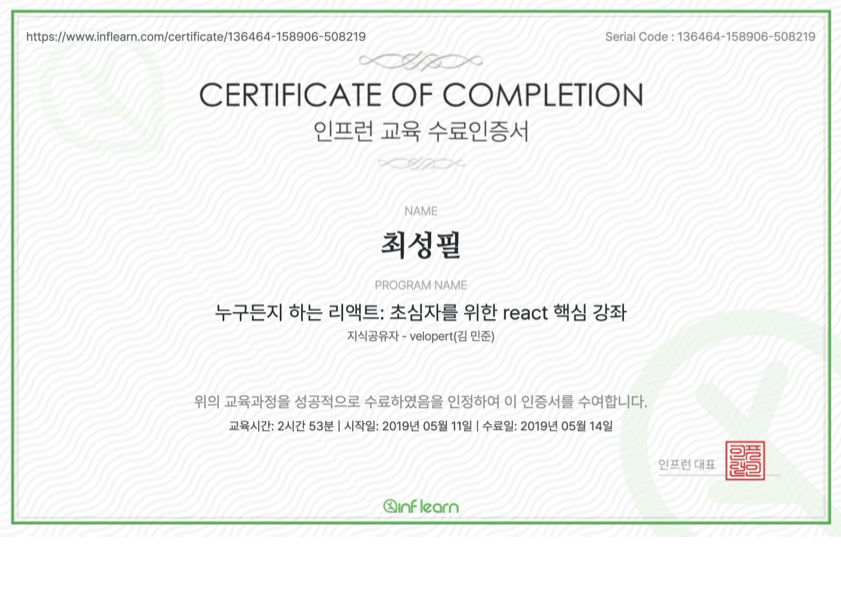 https://www.inflearn.com/certificate/136464-158906-508219
Serial Code : 136464-158906-508219
CERTIFICATE OF COMPLETION
인프런 교육 수료인증서
NAME
최성필
PROGRAM NAME
누구든지 하는 리액트: 초심자를 위한 react 핵심 강좌
지식공유자 - velopert(김 민준)
위의 교육과정을 성공적으로 수료하였음을 인정하여 이 인증서를 수여합니다.
교육시간: 2시간 53분 | 시작일: 2019년 05월 11일 | 수료일: 2019년 05월 14일
인프런 대표
inflearn